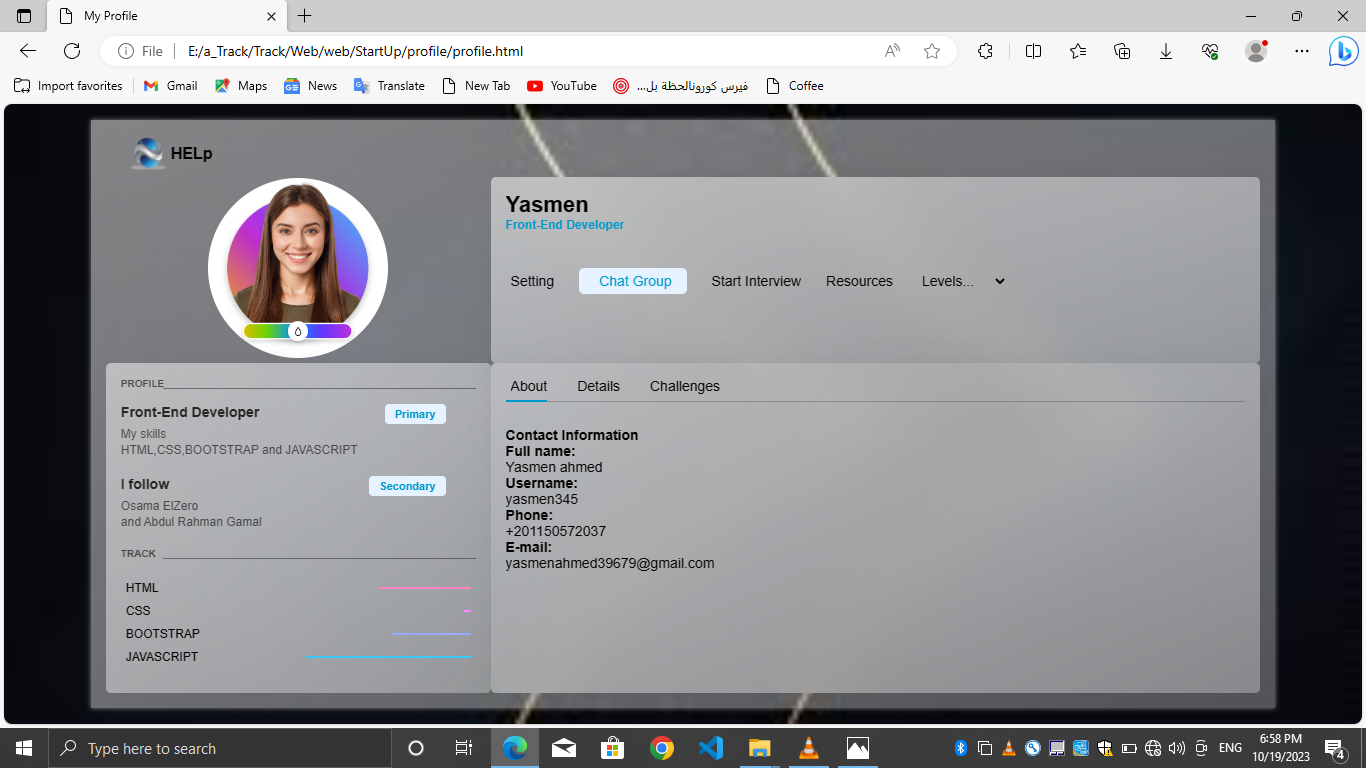 My Profile
File
E:/a_Track/Track/Web/web/StartUp/profile/profile.html
Import favorites
Gmail
Maps
News
Translate
New Tab
YouTube
فيرس كورونالحظة بل...
Coffee
HELp
Yasmen
Front-End Developer
Setting
Chat Group
Start Interview
Resources
Levels...
PROFILE
Front-End Developer
Primary
My skills
HTML,CSS,BOOTSTRAP and JAVASCRIPT
I follow
Secondary
Osama ElZero
and Abdul Rahman Gamal
TRACK
HTML
CSS
BOOTSTRAP
JAVASCRIPT
About
Details
Challenges
Contact Information
Full name:
Yasmen ahmed
Username:
yasmen345
Phone:
+201150572037
E-mail:
yasmenahmed39679@gmail.com
Type here to search
ENG
6:58 PM
10/19/2023
4